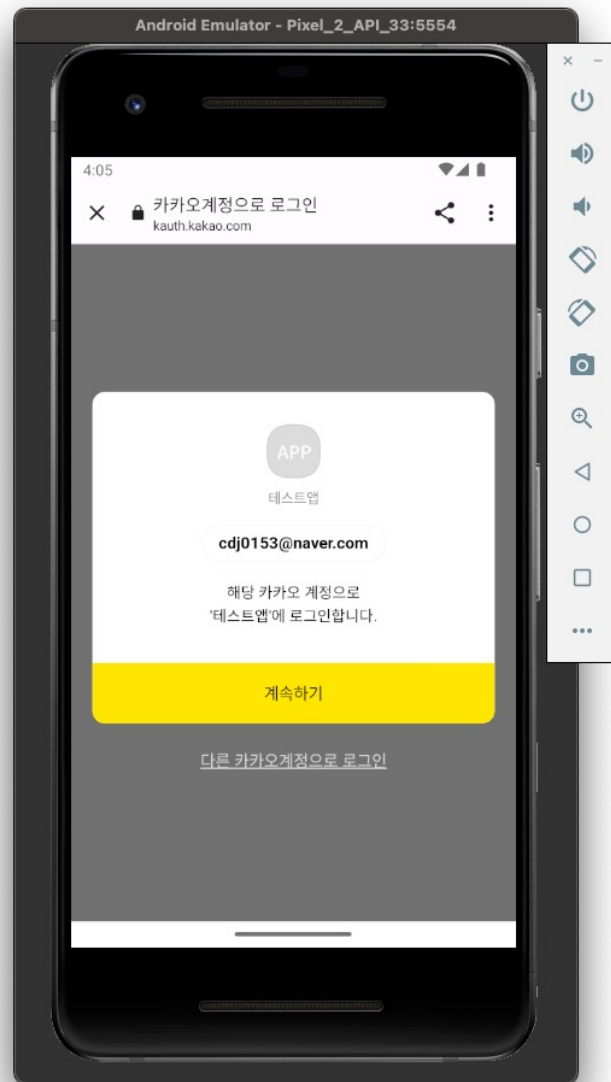 Android Emulator - Pixel_2_API_33:5554
4:05
카카오계정으로 로그인
kauth.kakao.com
APP
테스트앱
cdj0153@naver.com
해당 카카오 계정으로
'테스트앱'에 로그인합니다.
계속하기
다른 카카오계정으로 로그인